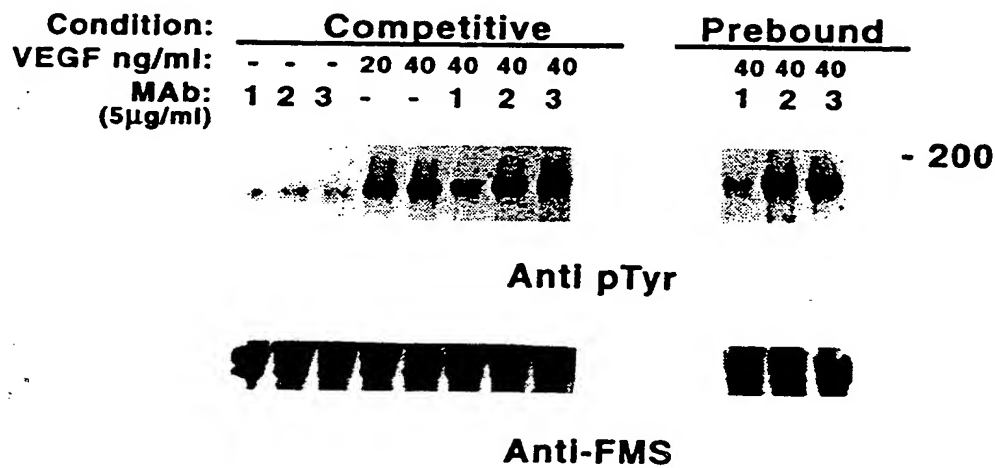 Condition: Competitive Prebound
VEGF ng/ml: - - - 20 40 40 40 40 40 40 40
MAb: 1 2 3 - - 1 2 3 1 2 3
(5µg/ml)
- 200
Anti pTyr
Anti-FMS